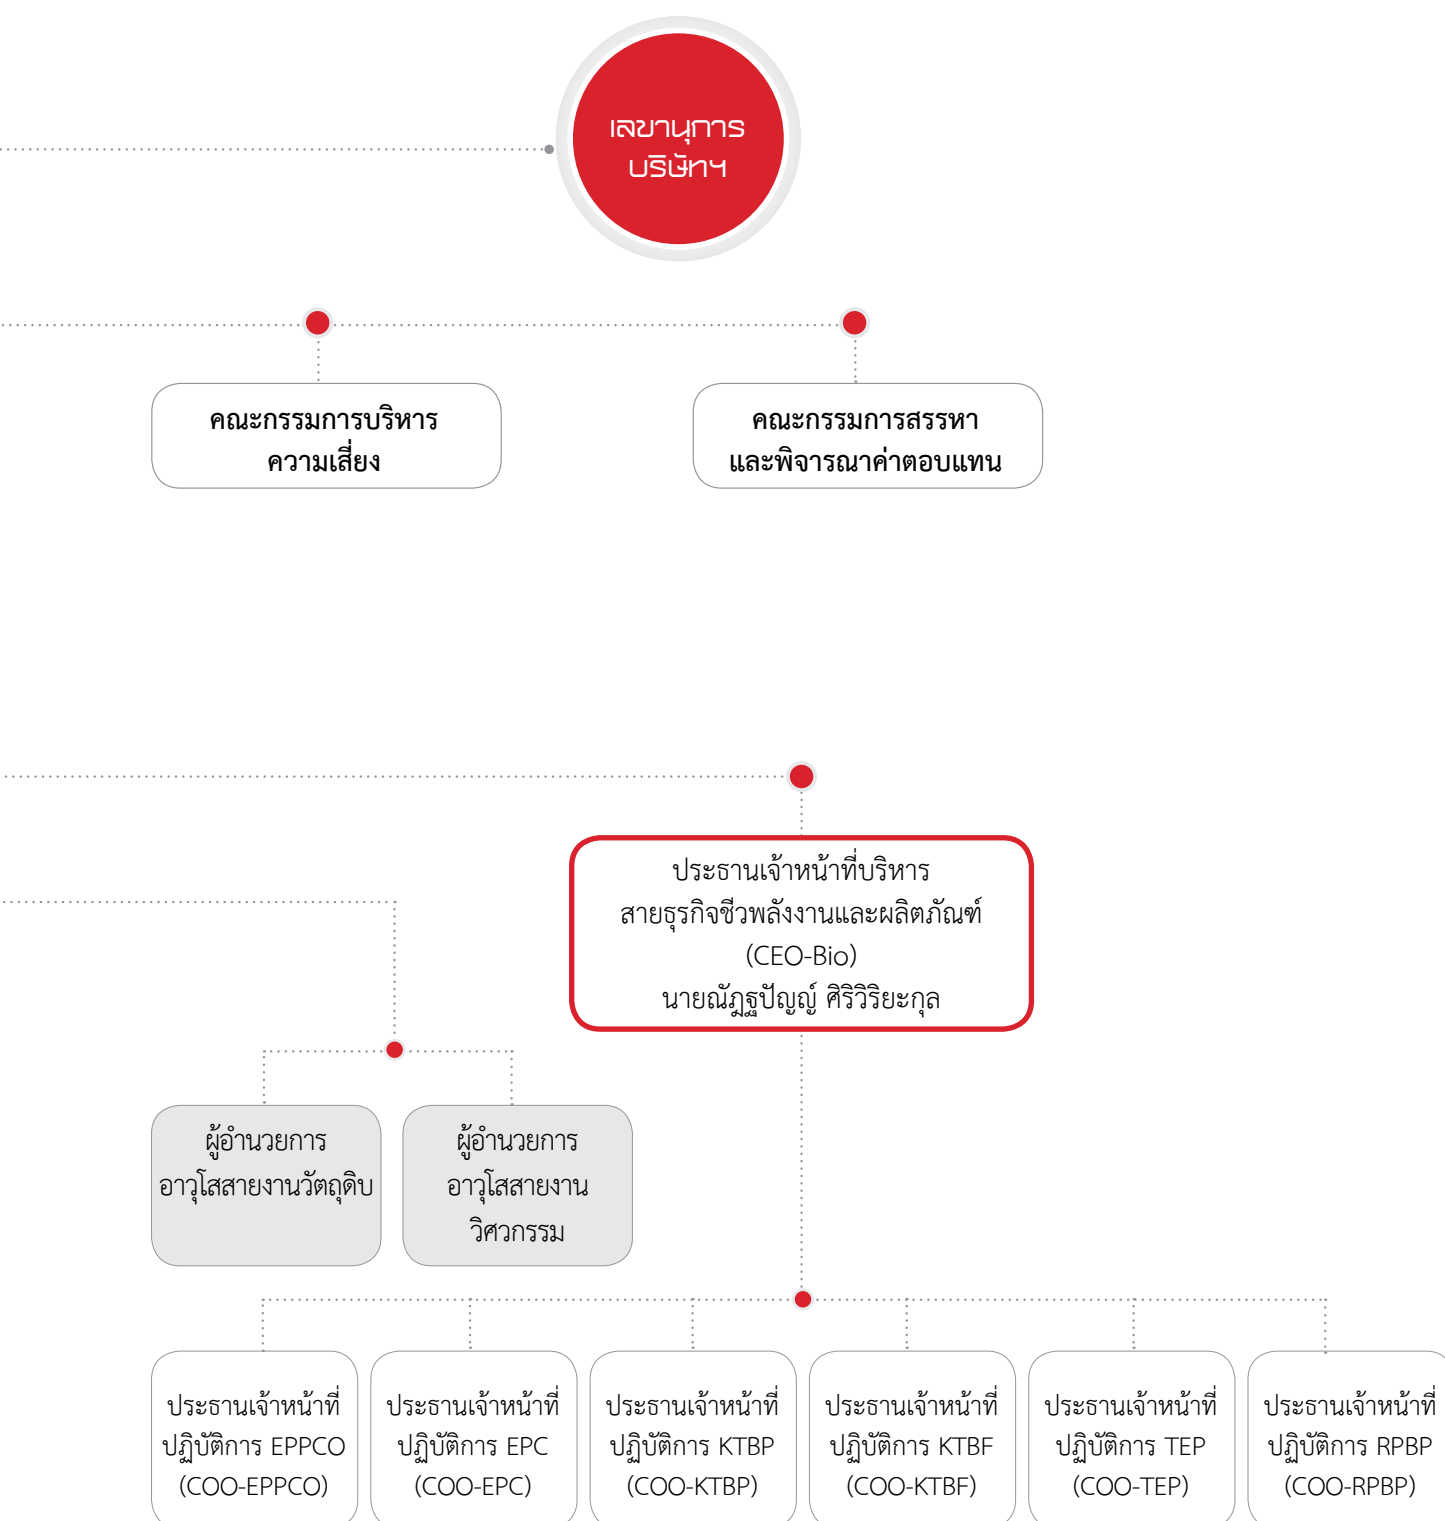 เลขานุการ
บริษัทฯ
คณะกรรมการบริหาร
ความเสี่ยง
คณะกรรมการสรรหา
และพิจารณาค่าตอบแทน
ประธานเจ้าหน้าที่บริหาร
สายธุรกิจชีวพลังงานและผลิตภัณฑ์
(CEO-Bio)
นายณัฎฐปัญญ์ ศิริวิริยะกุล
ผู้อำนวยการ
อาวุโสสายงานวัตถุดิบ
ผู้อำนวยการ
อาวุโสสายงาน
วิศวกรรม
ประธานเจ้าหน้าที่
ปฏิบัติการ EPPCO
(COO-EPPCO)
ประธานเจ้าหน้าที่
ปฏิบัติการ EPC
(COO-EPC)
ประธานเจ้าหน้าที่
ปฏิบัติการ KTBP
(COO-KTBP)
ประธานเจ้าหน้าที่
ปฏิบัติการ KTBF
(COO-KTBF)
ประธานเจ้าหน้าที่
ปฏิบัติการ TEP
(COO-TEP)
ประธานเจ้าหน้าที่
ปฏิบัติการ RPBP
(COO-RPBP)